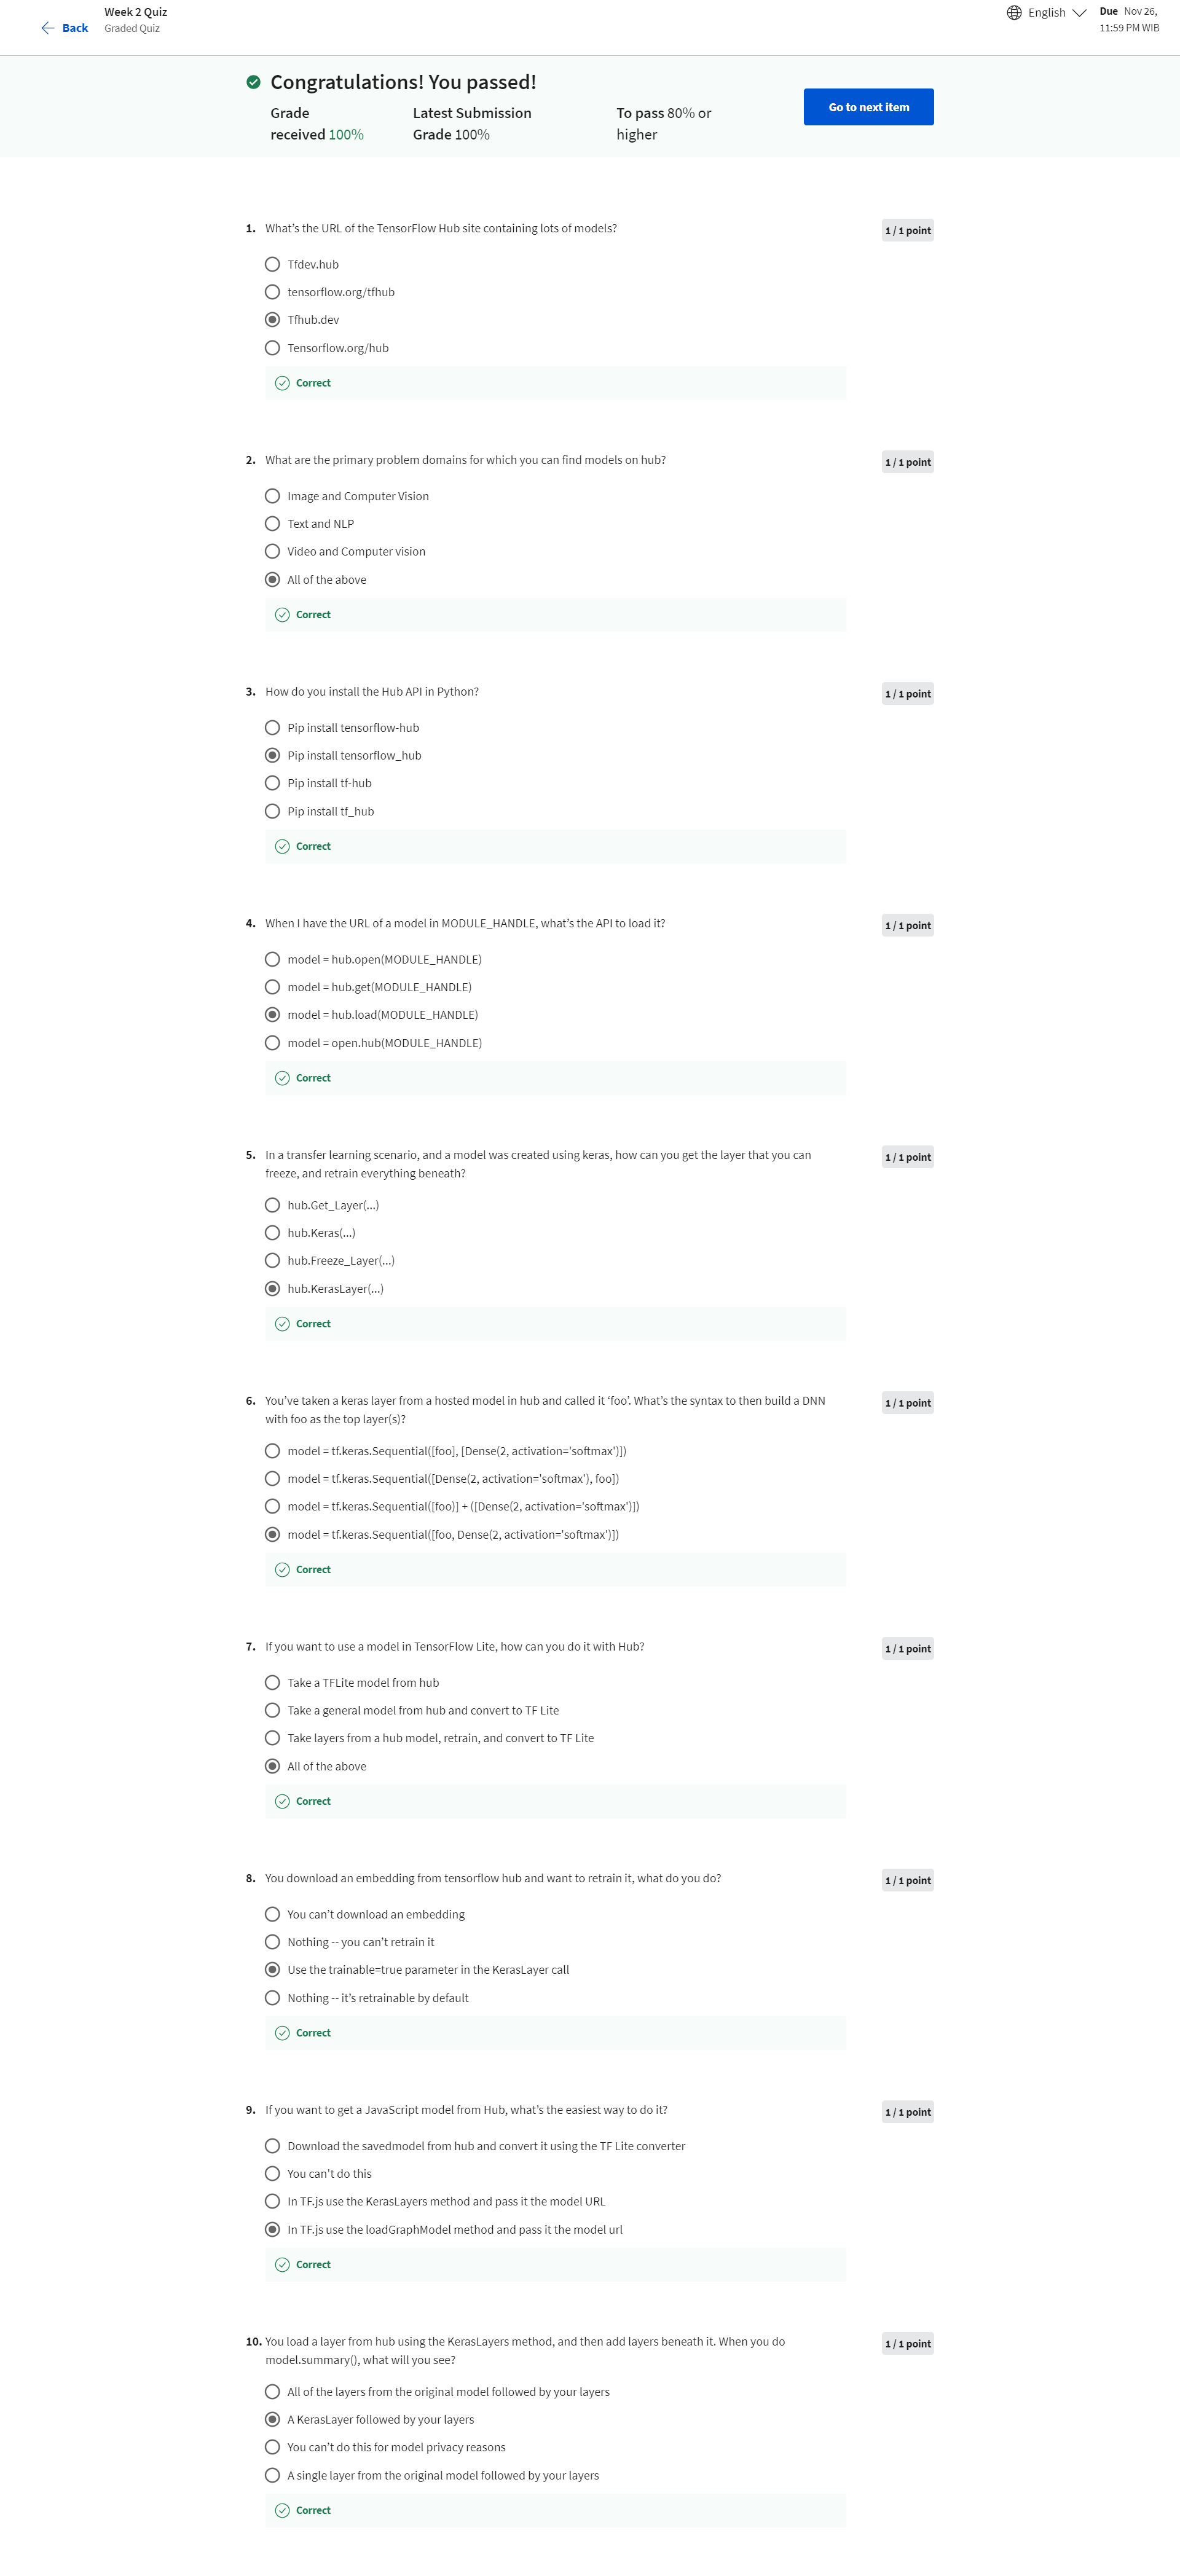 Back
Week 2 Quiz
Graded Quiz
English
Due Nov 26,
11:59 PM WIB
Congratulations! You passed!
Grade
received 100%
Latest Submission
Grade 100%
To pass 80% or
higher
Go to next item
1. What’s the URL of the TensorFlow Hub site containing lots of models?
1 / 1 point
Tfdev.hub
tensorflow.org/tfhub
Tfhub.dev
Tensorflow.org/hub
Correct
2. What are the primary problem domains for which you can find models on hub?
1 / 1 point
Image and Computer Vision
Text and NLP
Video and Computer vision
All of the above
Correct
3. How do you install the Hub API in Python?
1 / 1 point
Pip install tensorflow-hub
Pip install tensorflow_hub
Pip install tf-hub
Pip install tf_hub
Correct
4. When I have the URL of a model in MODULE_HANDLE, what’s the API to load it?
1 / 1 point
model = hub.open(MODULE_HANDLE)
model = hub.get(MODULE_HANDLE)
model = hub.load(MODULE_HANDLE)
model = open.hub(MODULE_HANDLE)
Correct
5. In a transfer learning scenario, and a model was created using keras, how can you get the layer that you can
freeze, and retrain everything beneath?
1 / 1 point
hub.Get_Layer(...)
hub.Keras(...)
hub.Freeze_Layer(...)
hub.KerasLayer(...)
Correct
6. You’ve taken a keras layer from a hosted model in hub and called it ‘foo’. What’s the syntax to then build a DNN
with foo as the top layer(s)?
1 / 1 point
model = tf.keras.Sequential([foo], [Dense(2, activation='softmax')])
model = tf.keras.Sequential([Dense(2, activation='softmax'), foo])
model = tf.keras.Sequential([foo)] + ([Dense(2, activation='softmax')])
model = tf.keras.Sequential([foo, Dense(2, activation='softmax')])
Correct
7. If you want to use a model in TensorFlow Lite, how can you do it with Hub?
1 / 1 point
Take a TFLite model from hub
Take a general model from hub and convert to TF Lite
Take layers from a hub model, retrain, and convert to TF Lite
All of the above
Correct
8. You download an embedding from tensorflow hub and want to retrain it, what do you do?
1 / 1 point
You can’t download an embedding
Nothing -- you can’t retrain it
Use the trainable=true parameter in the KerasLayer call
Nothing -- it’s retrainable by default
Correct
9. If you want to get a JavaScript model from Hub, what’s the easiest way to do it?
1 / 1 point
Download the savedmodel from hub and convert it using the TF Lite converter
You can't do this
In TF.js use the KerasLayers method and pass it the model URL
In TF.js use the loadGraphModel method and pass it the model url
Correct
10. You load a layer from hub using the KerasLayers method, and then add layers beneath it. When you do
model.summary(), what will you see?
1 / 1 point
All of the layers from the original model followed by your layers
A KerasLayer followed by your layers
You can’t do this for model privacy reasons
A single layer from the original model followed by your layers
Correct